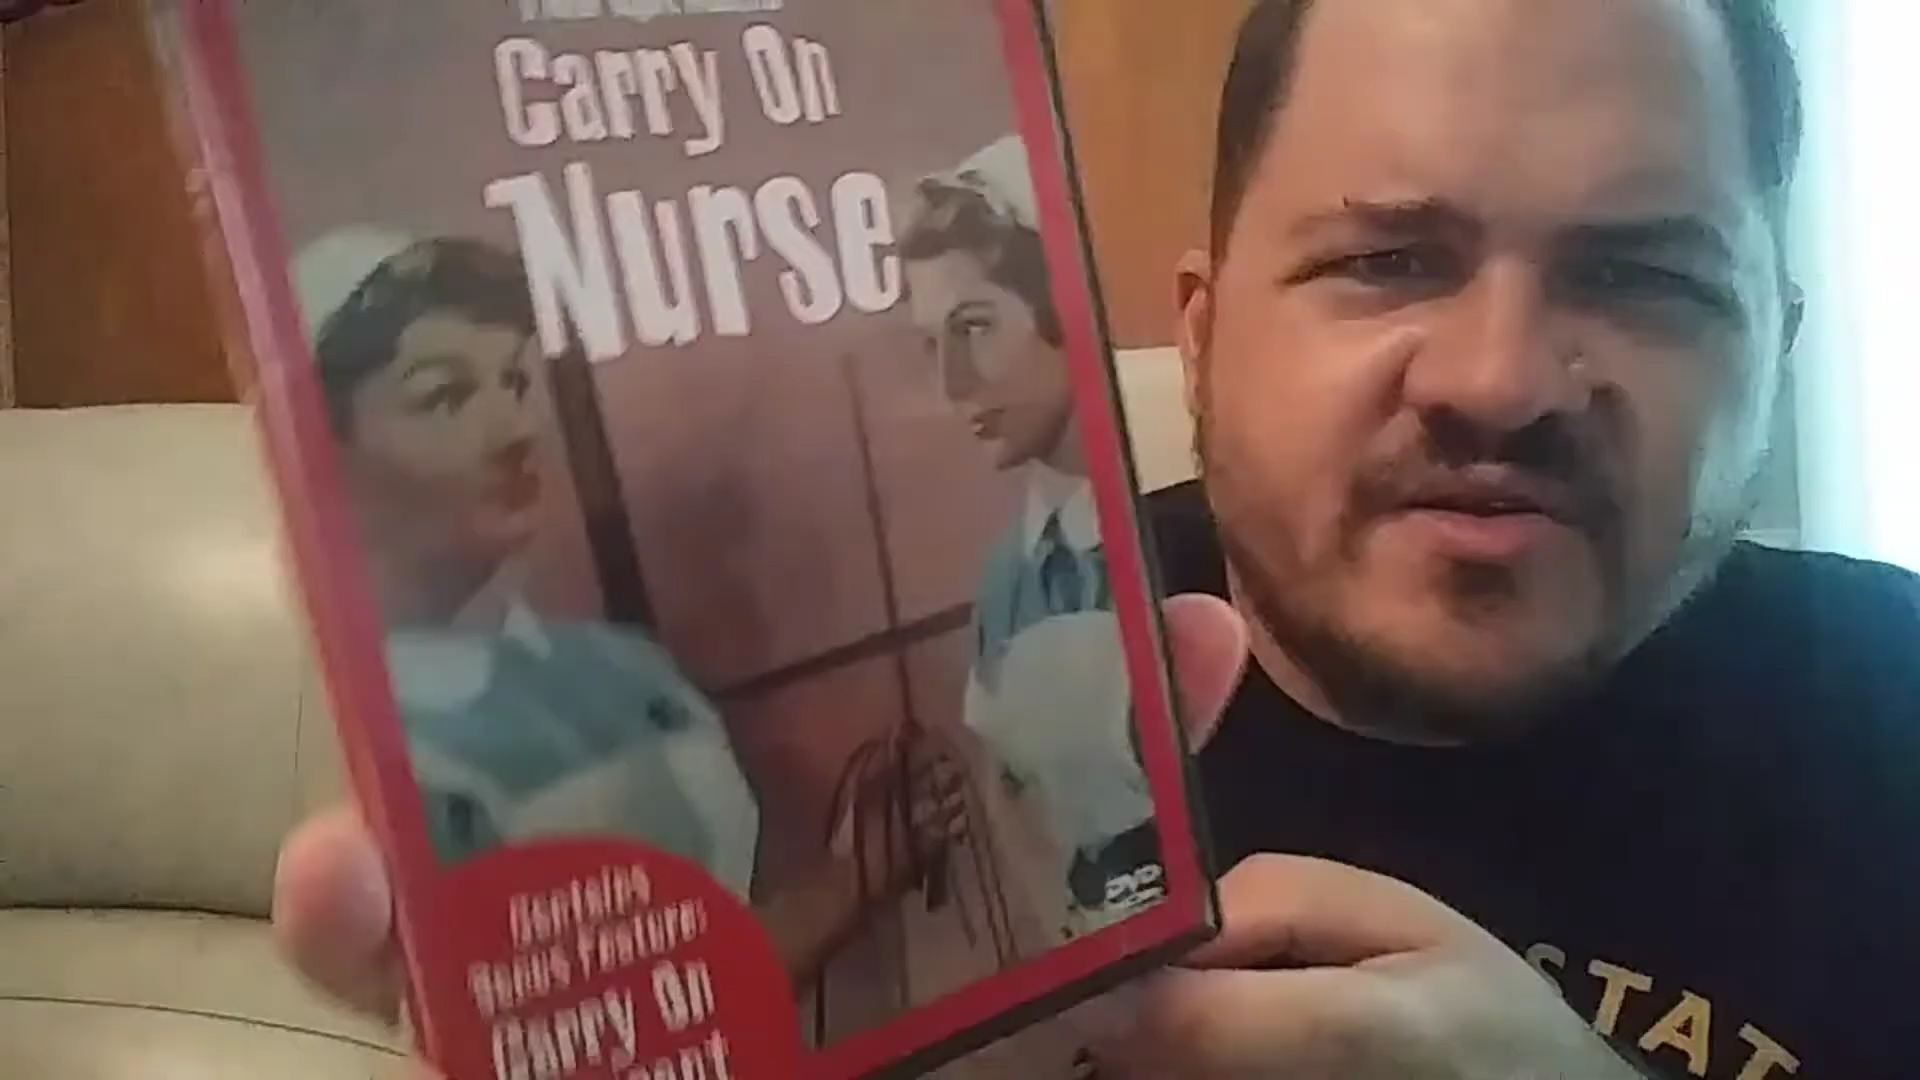 Carry On
Nurse
DVD
Contains
Bonus Feature:
Carry On
STAT